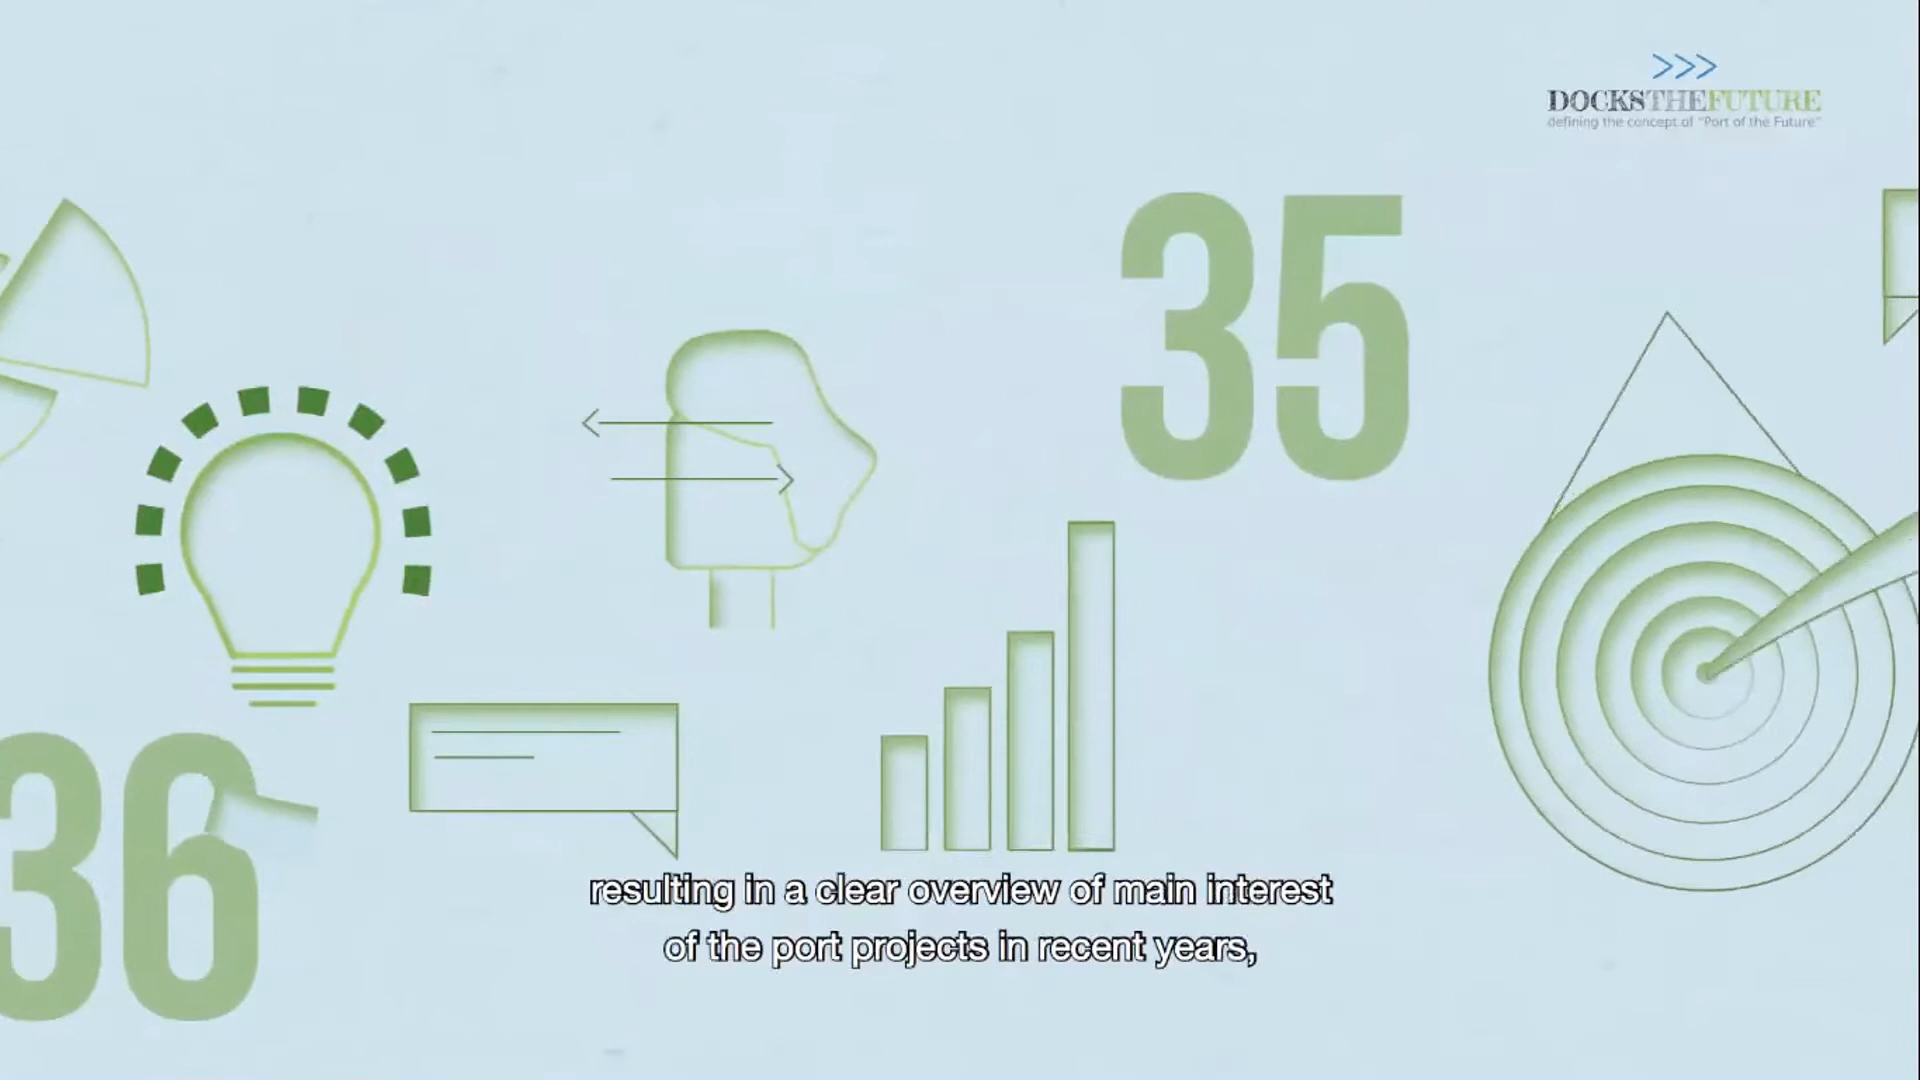 DOCKSTHEFUTURE
defining the concept of "Port of the Future"
35
36
resulting in a clear overview of main interest
of the port projects in recent years,